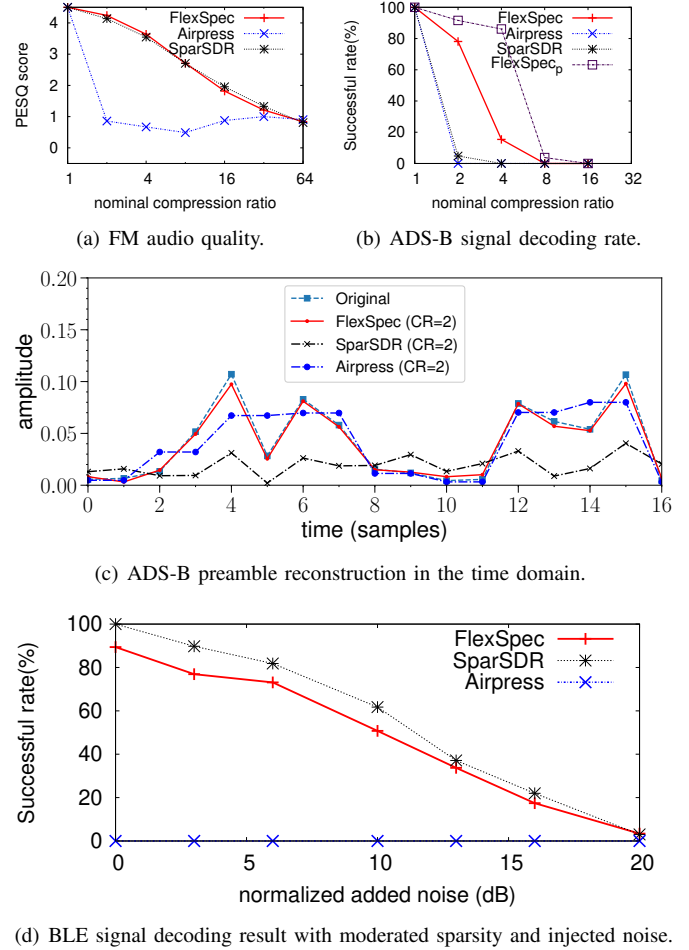 4
3
2
1
0
PESQ score
FlexSpec
Airpress
SparSDR
1 2 4 8 16 32 64
nominal compression ratio
(a) FM audio quality.
100
80
60
40
20
0
Successful rate(%)
FlexSpec
Airpress
SparSDR
FlexSpecp
1 2 4 8 16 32
nominal compression ratio
(b) ADS-B signal decoding rate.
0.20
0.15
0.10
0.05
0.00
amplitude
Original
FlexSpec (CR=2)
SparSDR (CR=2)
Airpress (CR=2)
0 2 4 6 8 10 12 14 16
time (samples)
(c) ADS-B preamble reconstruction in the time domain.
100
80
60
40
20
0
Successful rate(%)
FlexSpec
SparSDR
Airpress
0 5 10 15 20
normalized added noise (dB)
(d) BLE signal decoding result with moderated sparsity and injected noise.